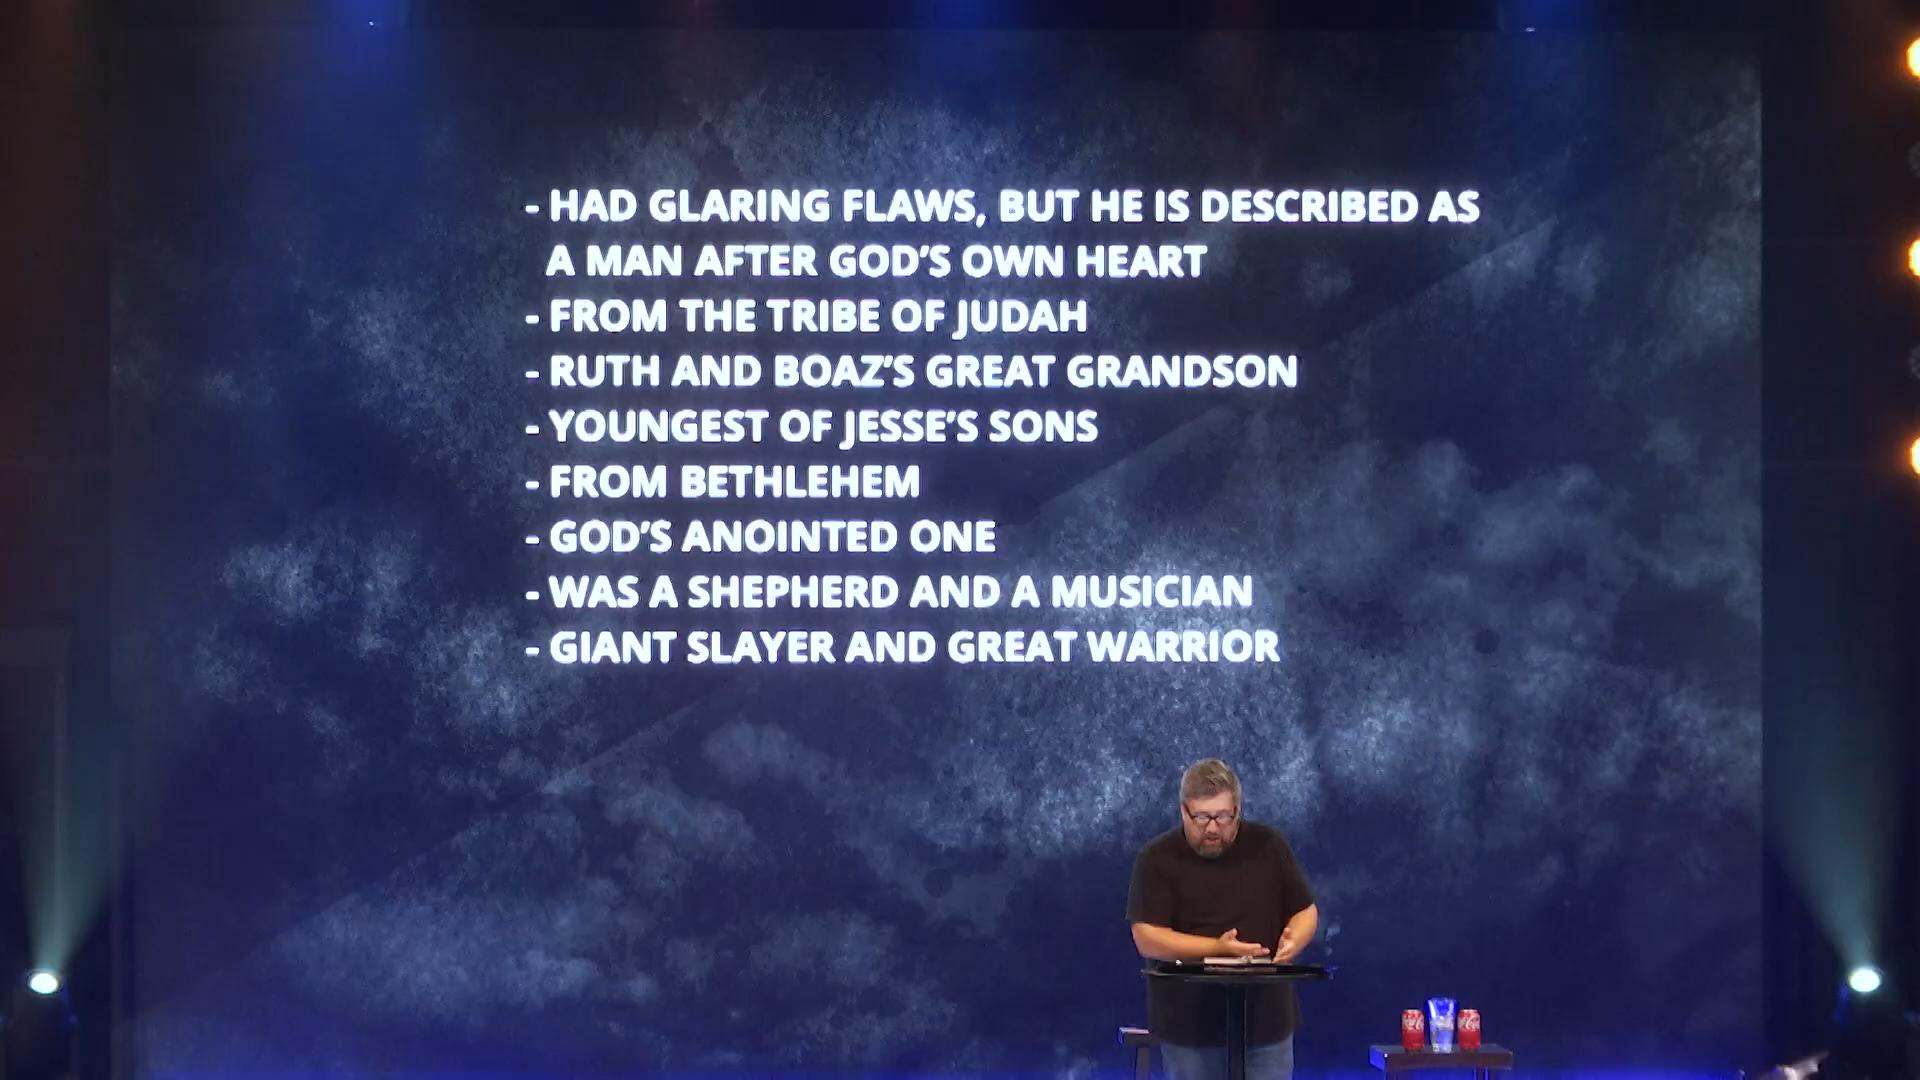 - HAD GLARING FLAWS, BUT HE IS DESCRIBED AS
A MAN AFTER GOD'S OWN HEART
- FROM THE TRIBE OF JUDAH
- RUTH AND BOAZ'S GREAT GRANDSON
- YOUNGEST OF JESSE'S SONS
- FROM BETHLEHEM
- GOD'S ANOINTED ONE
- WAS A SHEPHERD AND A MUSICIAN
- GIANT SLAYER AND GREAT WARRIOR